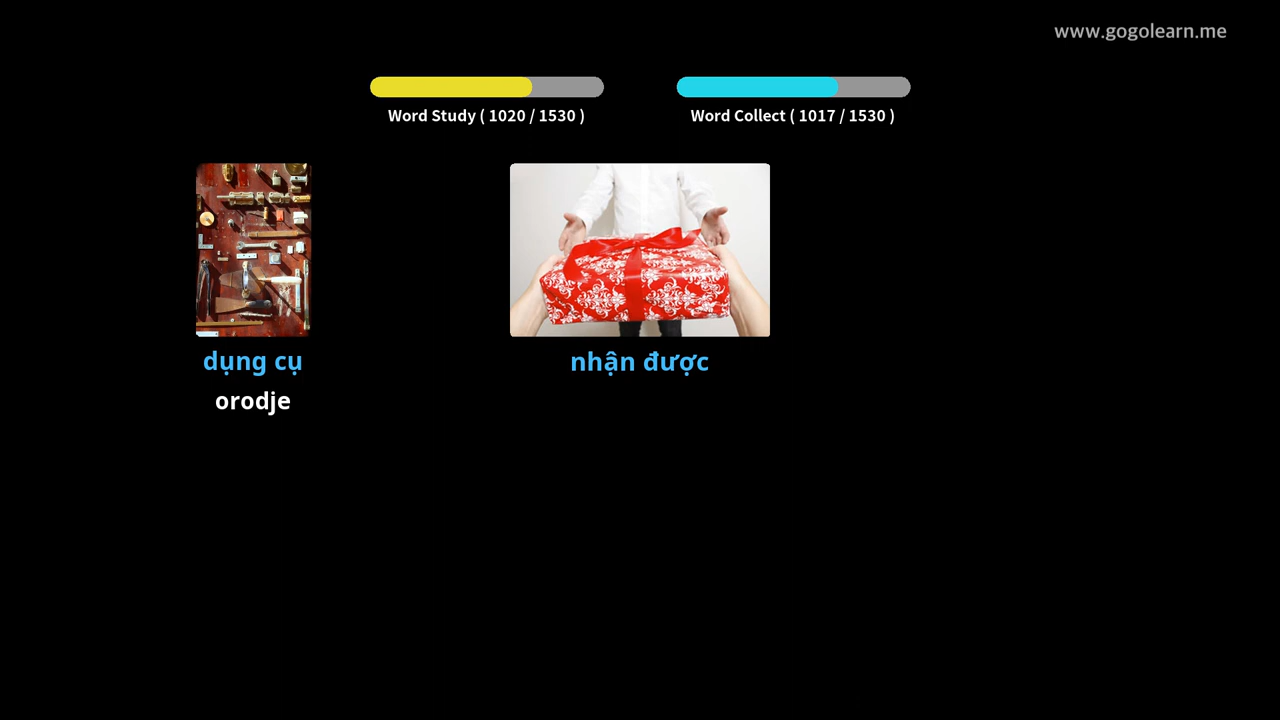 www.gogolearn.me
Word Study ( 1020 / 1530 )
Word Collect ( 1017 / 1530 )
dụng cụ
nhận được
orodje